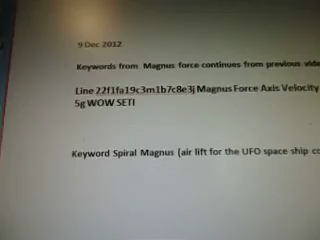 9 Dec 2012
Keywords from Magnus force continues from previous vide
Line 22f1fa19c3m1b7c8e3j Magnus Force Axis Velocity
5g WOW SETI
Keyword Spiral Magnus (air lift for the UFO space ship co